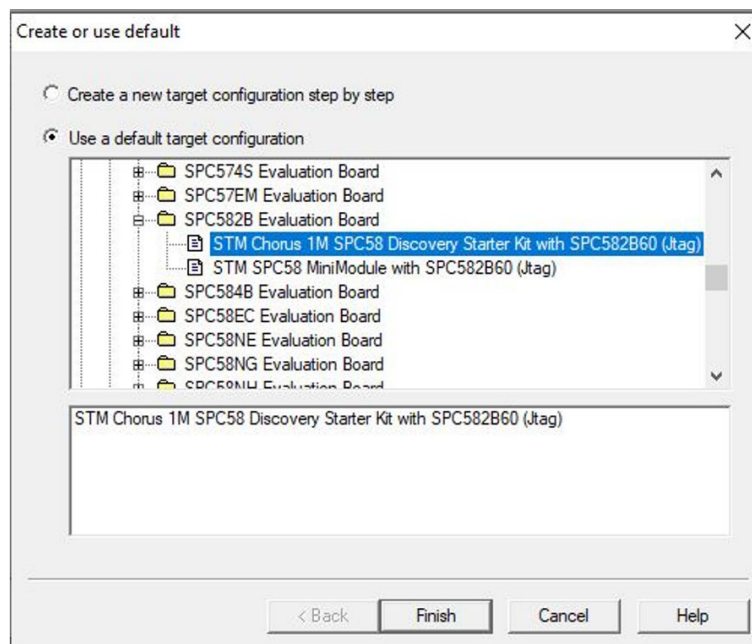 Create or use default
Create a new target configuration step by step
Use a default target configuration
SPC574S Evaluation Board
SPC57EM Evaluation Board
SPC582B Evaluation Board
STM Chorus 1M SPC58 Discovery Starter Kit with SPC582B60 (Jtag)
STM SPC58 MiniModule with SPC582B60 (Jtag)
SPC584B Evaluation Board
SPC58EC Evaluation Board
SPC58NE Evaluation Board
SPC58NG Evaluation Board
SPC58NH Evaluation Board
STM Chorus 1M SPC58 Discovery Starter Kit with SPC582B60 (Jtag)
< Back
Finish
Cancel
Help